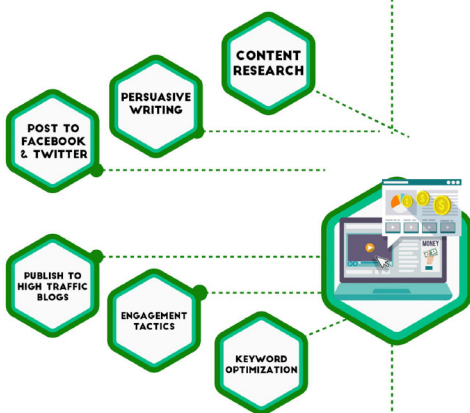 CONTENT
RESEARCH
PERSUASIVE
WRITING
POST TO
FACEBOOK
& TWITTER
MONEY
PUBLISH TO
HIGH TRAFFIC
BLOGS
ENGAGEMENT
TACTICS
KEYWORD
OPTIMIZATION